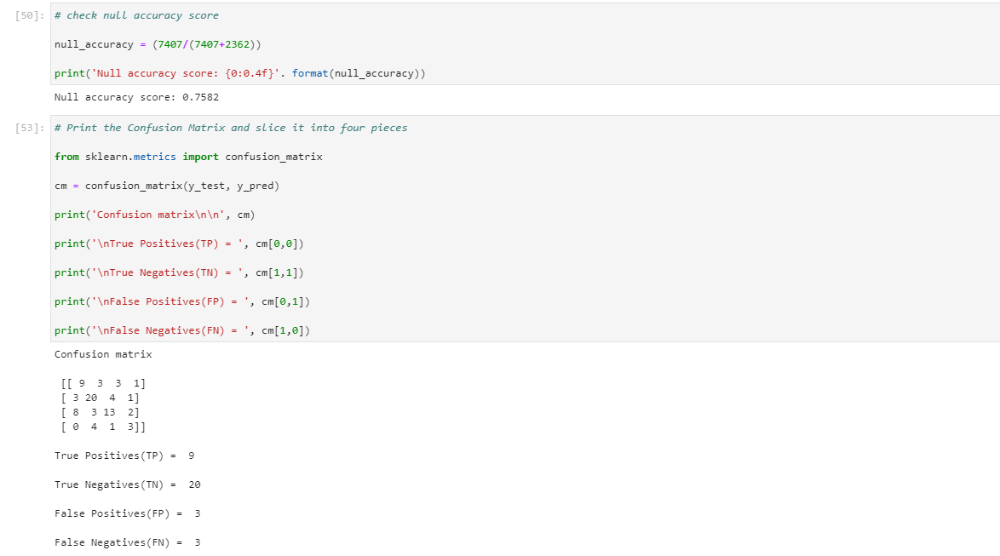 [50]: # check null accuracy score
null_accuracy = (7407/(7407+2362))
print('Null accuracy score: {0:0.4f}'. format(null_accuracy))
Null accuracy score: 0.7582
[53]: # Print the Confusion Matrix and slice it into four pieces
from sklearn.metrics import confusion_matrix
cm = confusion_matrix(y_test, y_pred)
print('Confusion matrix\n\n', cm)
print('\nTrue Positives(TP) = ', cm[0,0])
print('\nTrue Negatives(TN) = ', cm[1,1])
print('\nFalse Positives(FP) = ', cm[0,1])
print('\nFalse Negatives(FN) = ', cm[1,0])
Confusion matrix
[[ 9  3  3  1]
[ 3 20  4  1]
[ 8  3 13  2]
[ 0  4  1  3]]
True Positives(TP) =  9
True Negatives(TN) =  20
False Positives(FP) =  3
False Negatives(FN) =  3